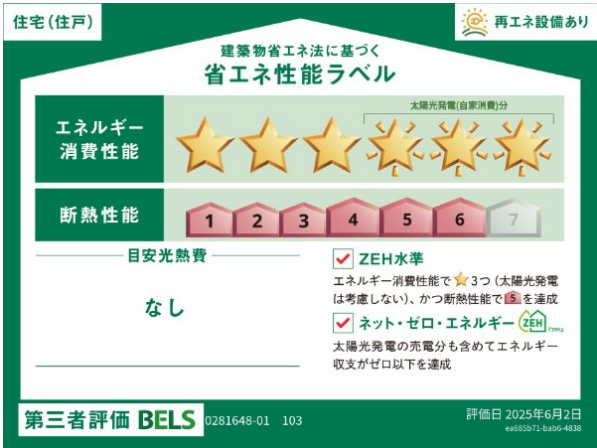 住宅(住戸)
再エネ設備あり
建築物省エネ法に基づく
省エネ性能ラベル
太陽光発電(自家消費)分
エネルギー
消費性能
断熱性能
1 2 3 4 5 6 7
目安光熱費
なし
ZEH水準
エネルギー消費性能で⭐3つ(太陽光発電
は考慮しない)、かつ断熱性能で5を達成
ネット・ゼロ・エネルギー ZEH
太陽光発電の売電分も含めてエネルギー
収支がゼロ以下を達成
第三者評価 BELS
0281648-01 103
評価日 2025年6月2日
ea685b71-bab6-4838